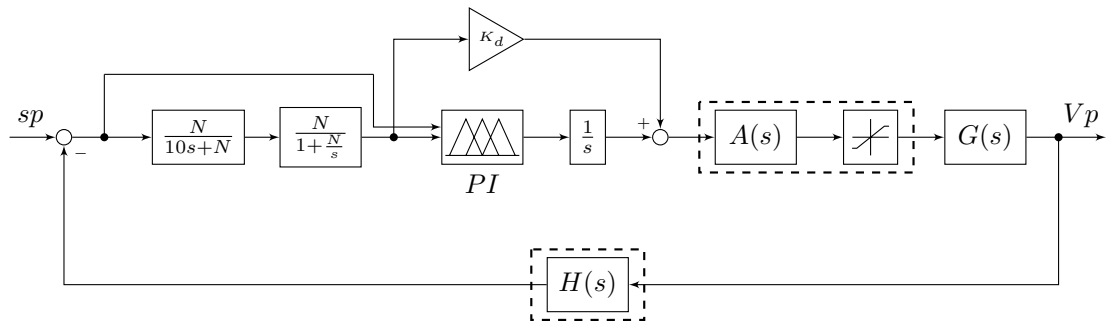 K_d
sp
−
N/(10s+N)
N/(1+N/s)
PI
1/s
+
A(s)
G(s)
Vp
H(s)